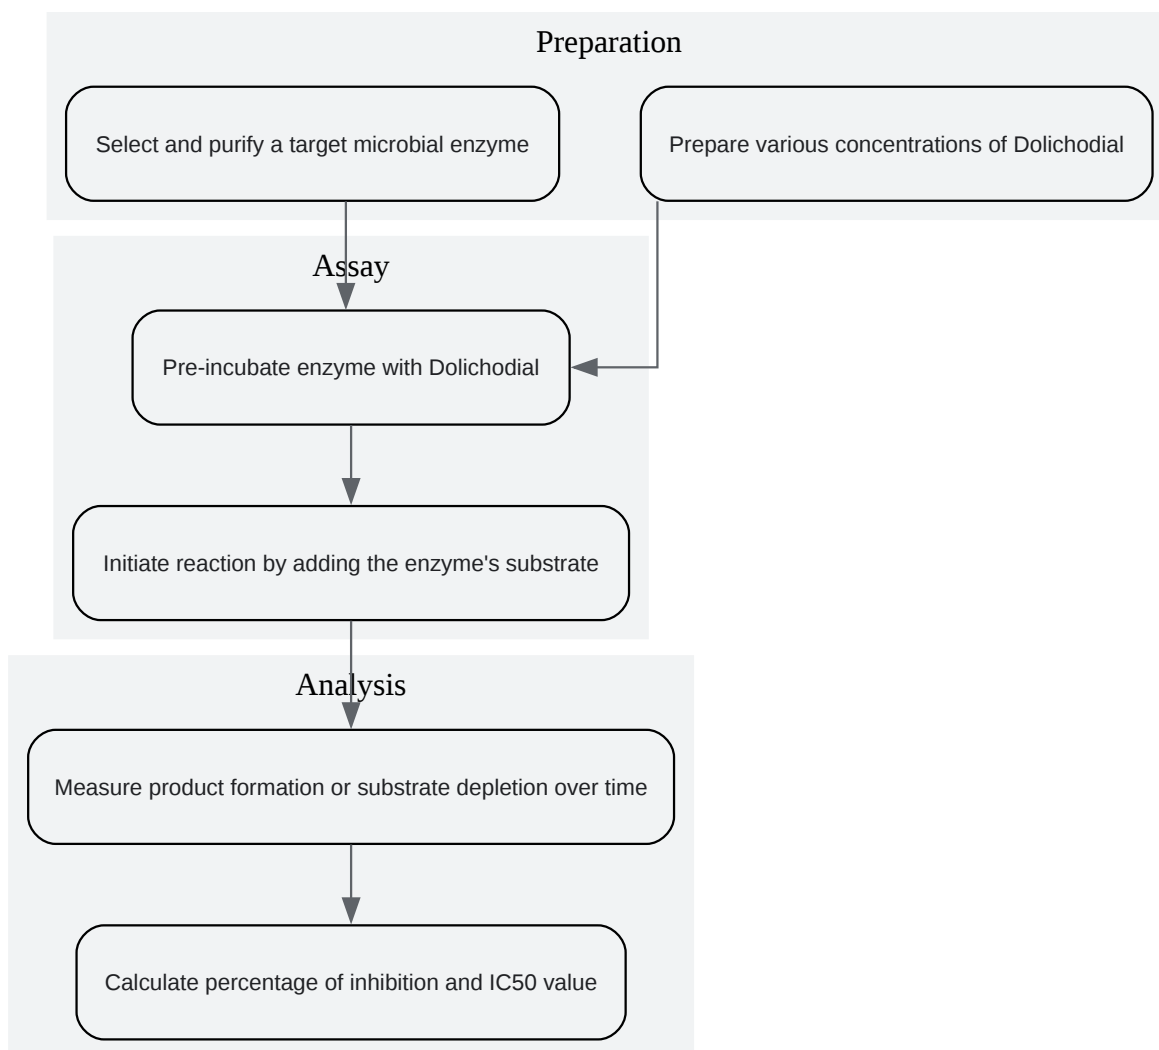 Preparation
Select and purify a target microbial enzyme
Prepare various concentrations of Dolichodial
Assay
Pre-incubate enzyme with Dolichodial
Initiate reaction by adding the enzyme's substrate
Analysis
Measure product formation or substrate depletion over time
Calculate percentage of inhibition and IC50 value